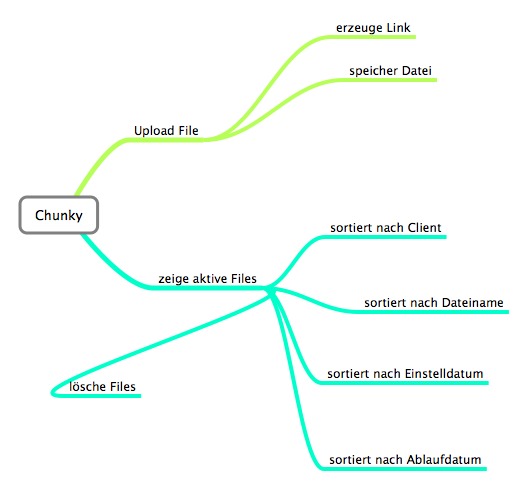 erzeuge Link
speicher Datei
Upload File
Chunky
sortiert nach Client
zeige aktive Files
sortiert nach Dateiname
sortiert nach Einstelldatum
lösche Files
sortiert nach Ablaufdatum